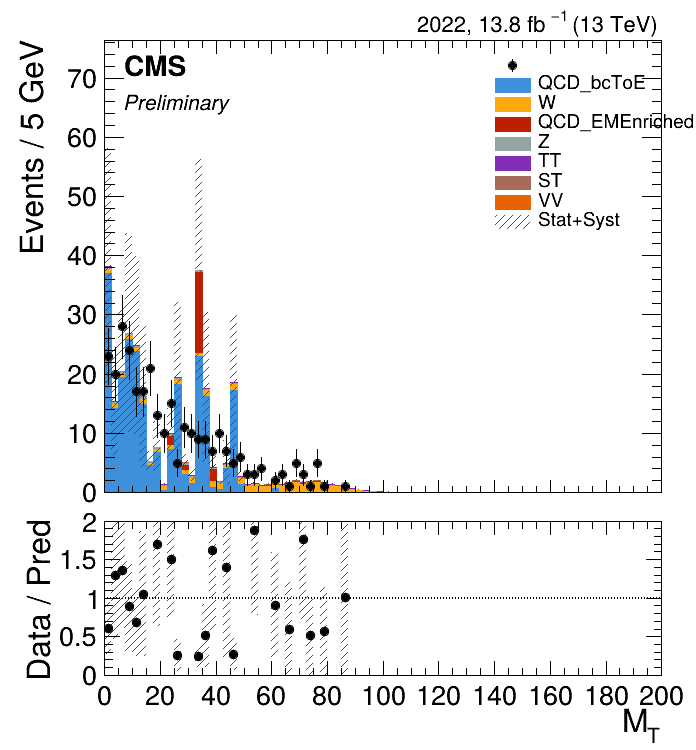 2022, 13.8 fb⁻¹ (13 TeV)
Events / 5 GeV
CMS
Preliminary
QCD_bcToE
W
QCD_EMEnriched
Z
TT
ST
VV
Stat+Syst
70
60
50
40
30
20
10
0
Data / Pred
2
1.5
1
0.5
0
0 20 40 60 80 100 120 140 160 180 200
M_T